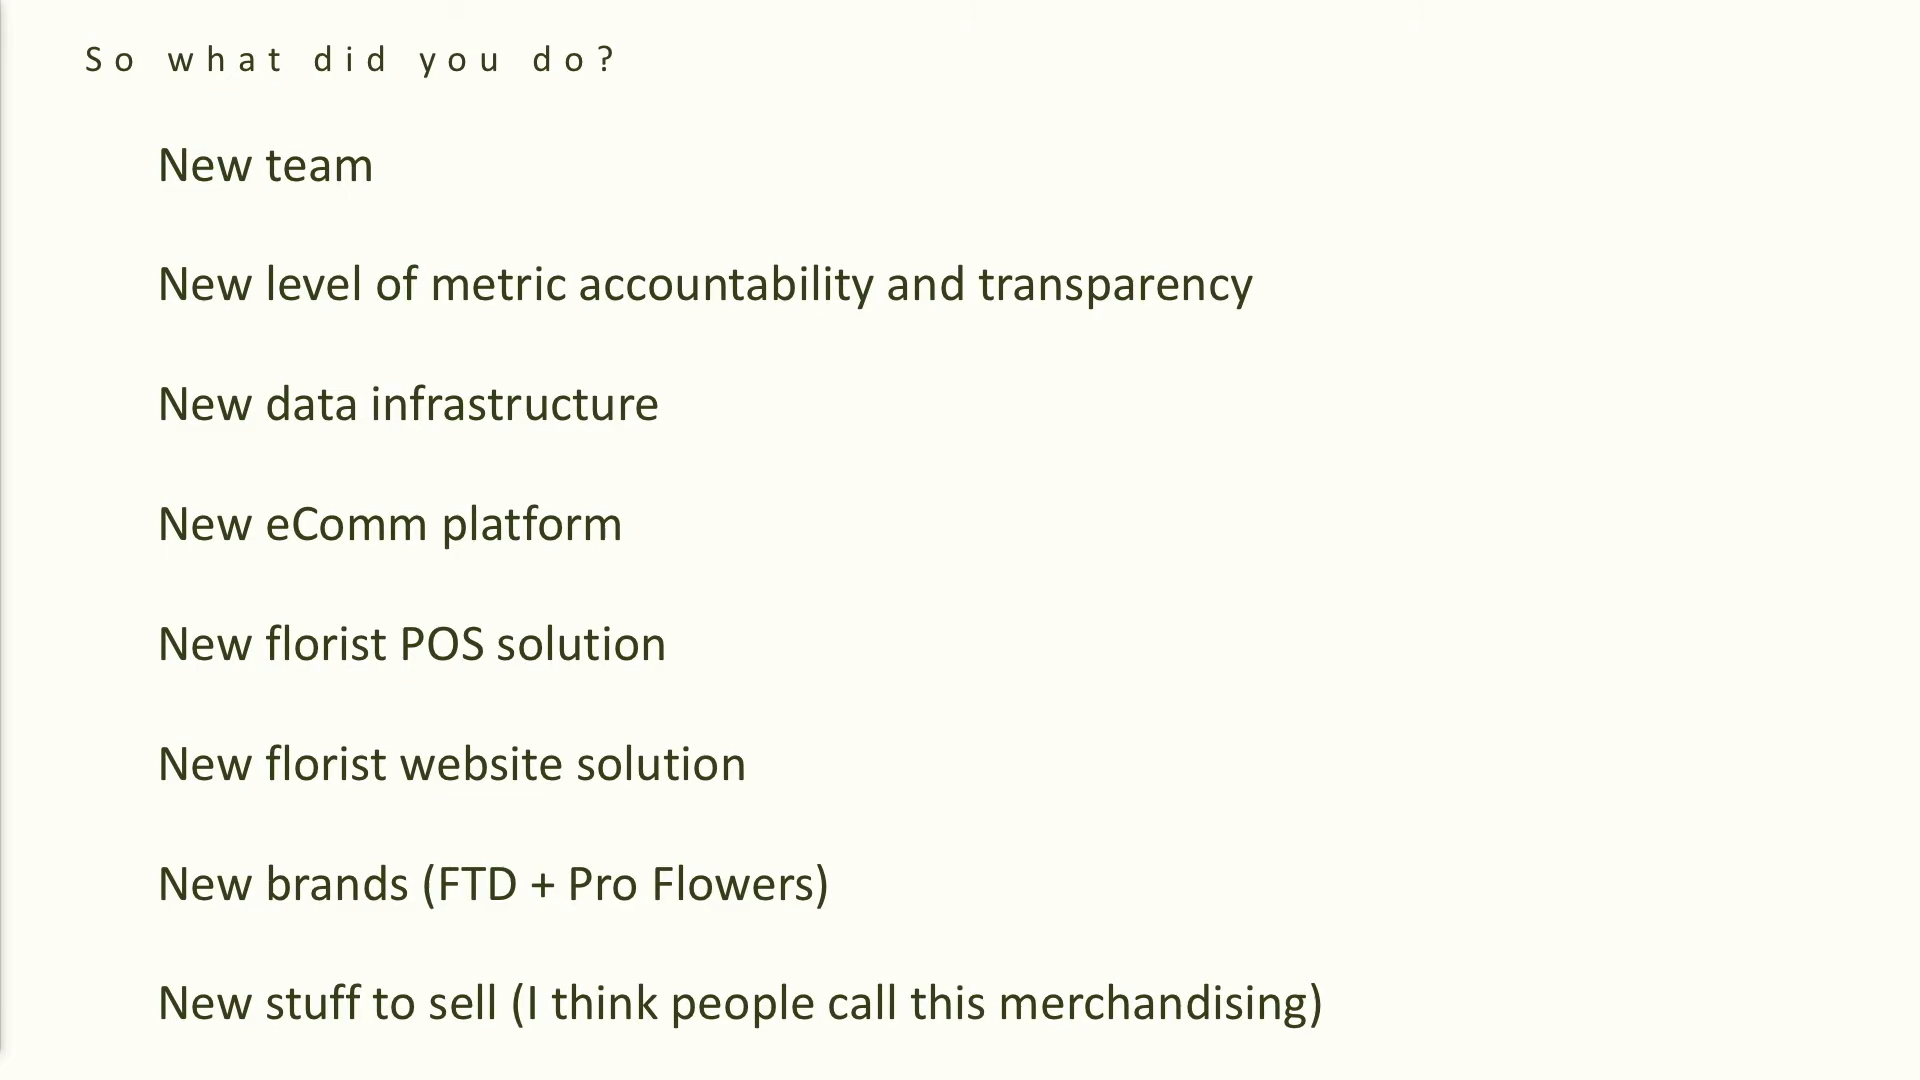 So what did you do?
New team
New level of metric accountability and transparency
New data infrastructure
New eComm platform
New florist POS solution
New florist website solution
New brands (FTD + Pro Flowers)
New stuff to sell (I think people call this merchandising)